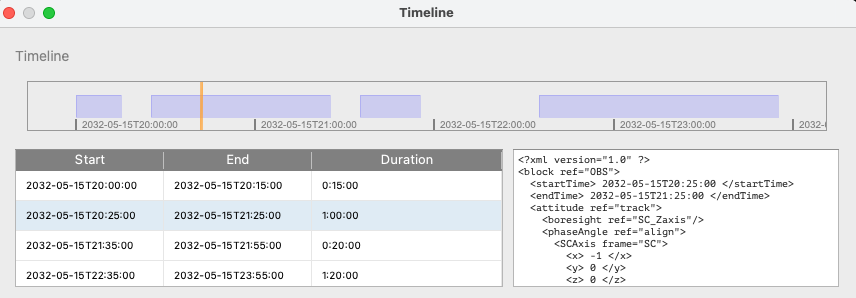 Timeline
Timeline
2032-05-15T20:00:00 2032-05-15T21:00:00 2032-05-15T22:00:00 2032-05-15T23:00:00 2032-05-1
Start End Duration
2032-05-15T20:00:00 2032-05-15T20:15:00 0:15:00
2032-05-15T20:25:00 2032-05-15T21:25:00 1:00:00
2032-05-15T21:35:00 2032-05-15T21:55:00 0:20:00
2032-05-15T22:35:00 2032-05-15T23:55:00 1:20:00
<?xml version="1.0" ?>
<block ref="OBS">
  <startTime> 2032-05-15T20:25:00 </startTime>
  <endTime> 2032-05-15T21:25:00 </endTime>
  <attitude ref="track">
    <boresight ref="SC_Zaxis"/>
    <phaseAngle ref="align">
      <SCAxis frame="SC">
        <x> -1 </x>
        <y> 0 </y>
        <z> 0 </z>